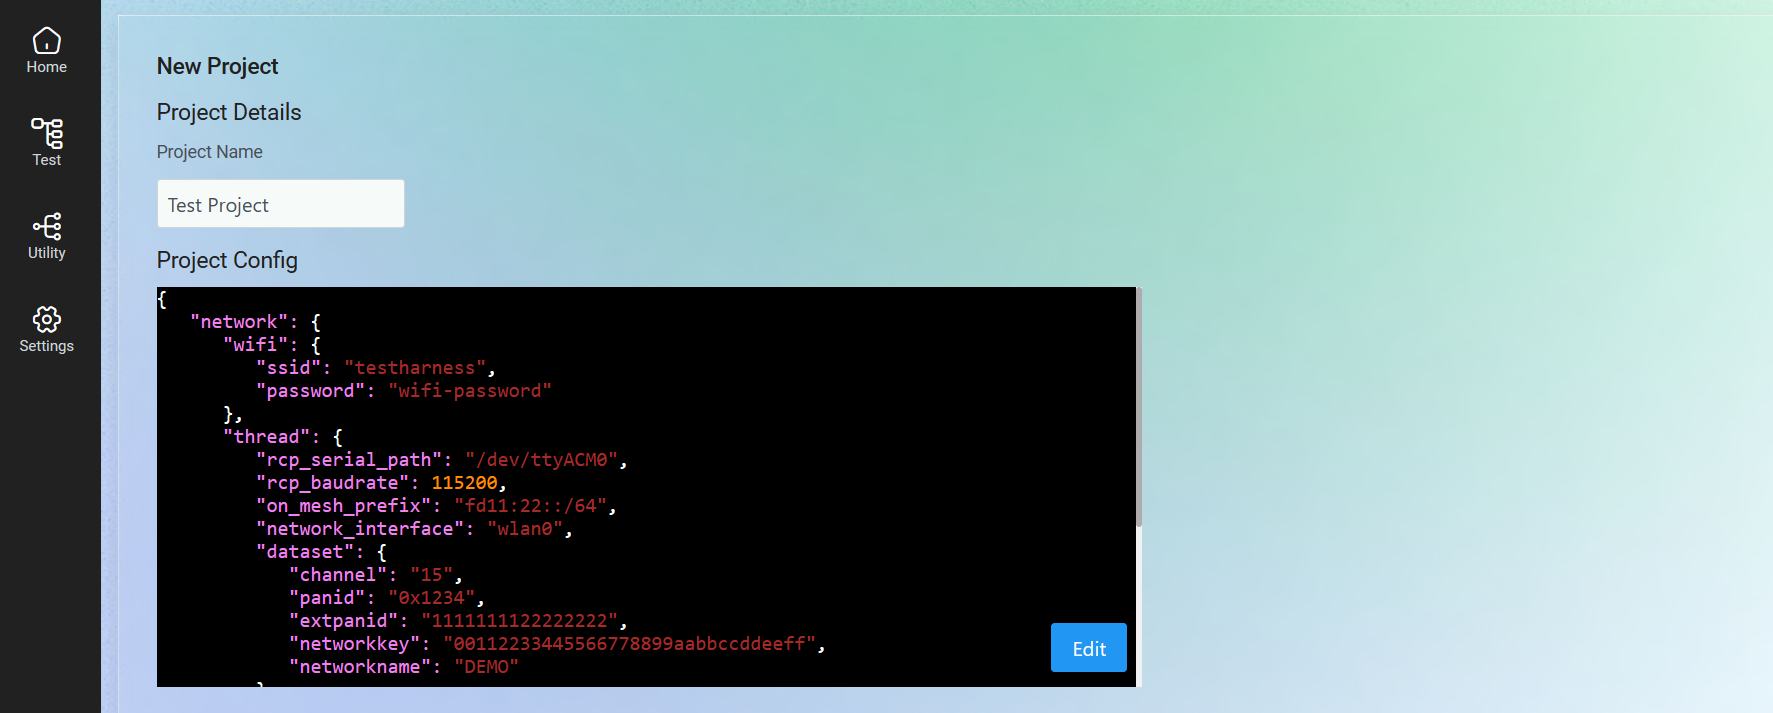 Home
Test
Utility
Settings
New Project
Project Details
Project Name
Test Project
Project Config
{
"network": {
"wifi": {
"ssid": "testharness",
"password": "wifi-password"
},
"thread": {
"rcp_serial_path": "/dev/ttyACM0",
"rcp_baudrate": 115200,
"on_mesh_prefix": "fd11:22::/64",
"network_interface": "wlan0",
"dataset": {
"channel": "15",
"panid": "0x1234",
"extpanid": "1111111122222222",
"networkkey": "00112233445566778899aabbccddeeff",
"networkname": "DEMO"
}
Edit